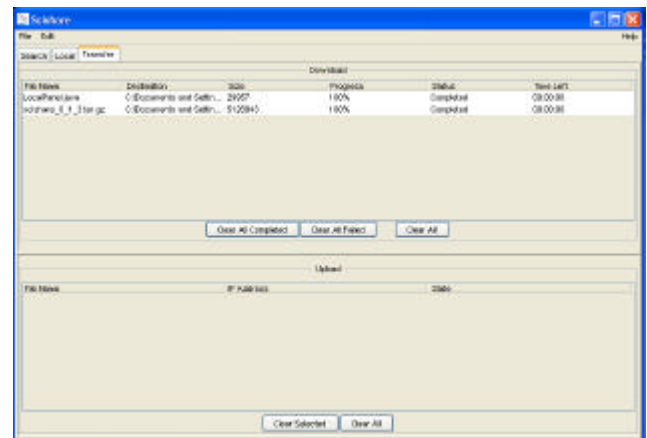 Scishare
File Edit Help
Search Local Transfer
Download
File Name Destination Size Progress Status Time Left
LocalPanel.java C:\Documents and Settin... 29957 100% Completed 00:00:00
scishare_0_1_3.tar.gz C:\Documents and Settin... 5128943 100% Completed 00:00:00
Clear All Completed Clear All Failed Clear All
Upload
File Name IP Address State
Clear Selected Clear All